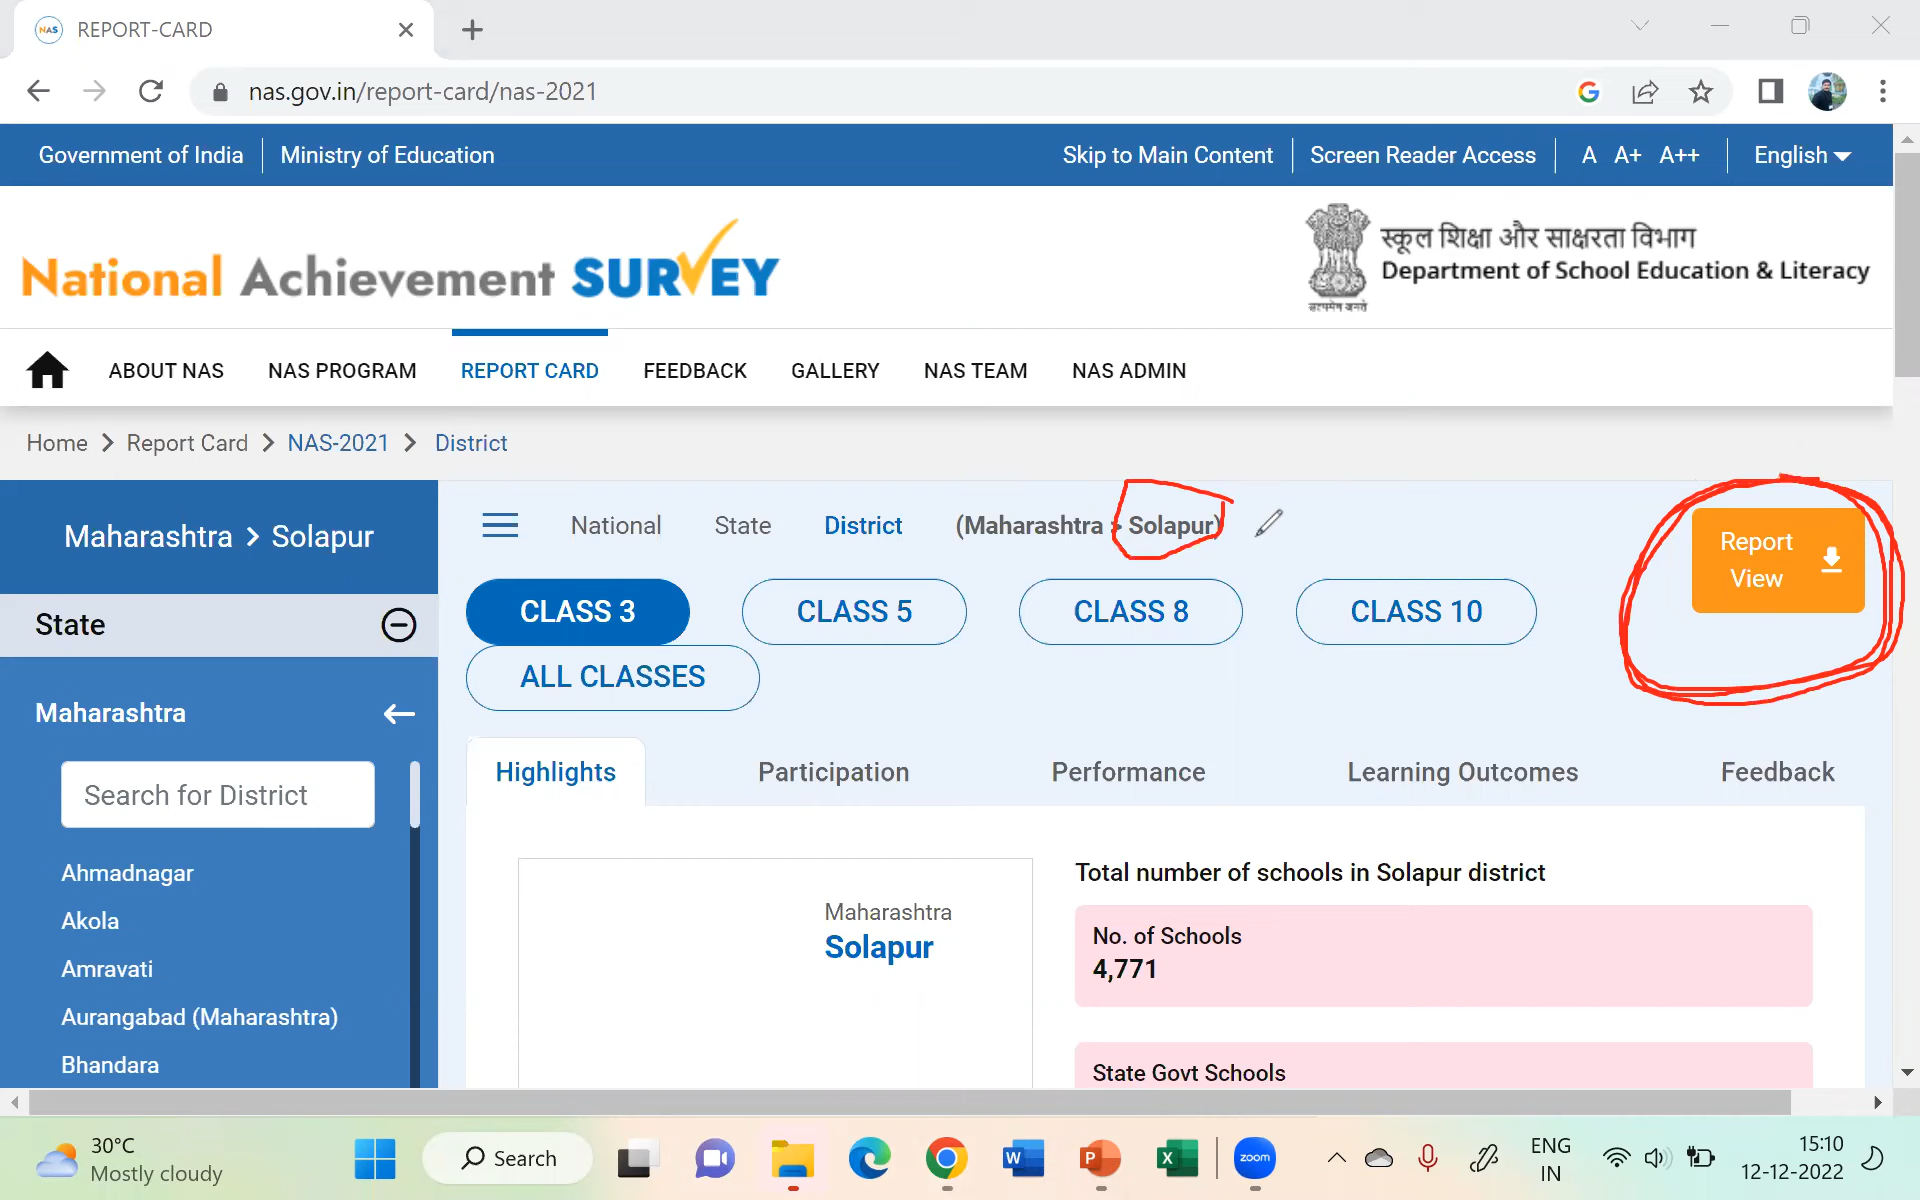 NAS REPORT-CARD
nas.gov.in/report-card/nas-2021
Government of India Ministry of Education Skip to Main Content Screen Reader Access A A+ A++ English
National Achievement SURVEY
स्कूल शिक्षा और साक्षरता विभाग
Department of School Education & Literacy
सत्यमेव जयते
ABOUT NAS NAS PROGRAM REPORT CARD FEEDBACK GALLERY NAS TEAM NAS ADMIN
Home > Report Card > NAS-2021 > District
Maharashtra > Solapur
State
Maharashtra
Search for District
Ahmadnagar
Akola
Amravati
Aurangabad (Maharashtra)
Bhandara
National State District (Maharashtra > Solapur)
Report
View
CLASS 3 CLASS 5 CLASS 8 CLASS 10
ALL CLASSES
Highlights Participation Performance Learning Outcomes Feedback
Maharashtra
Solapur
Total number of schools in Solapur district
No. of Schools
4,771
State Govt Schools
30°C
Mostly cloudy
Search
W P X zoom
ENG
IN
15:10
12-12-2022